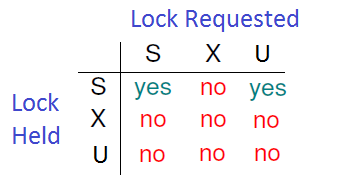 Lock Requested
S X U
Lock Held
S yes no yes
X no no no
U no no no